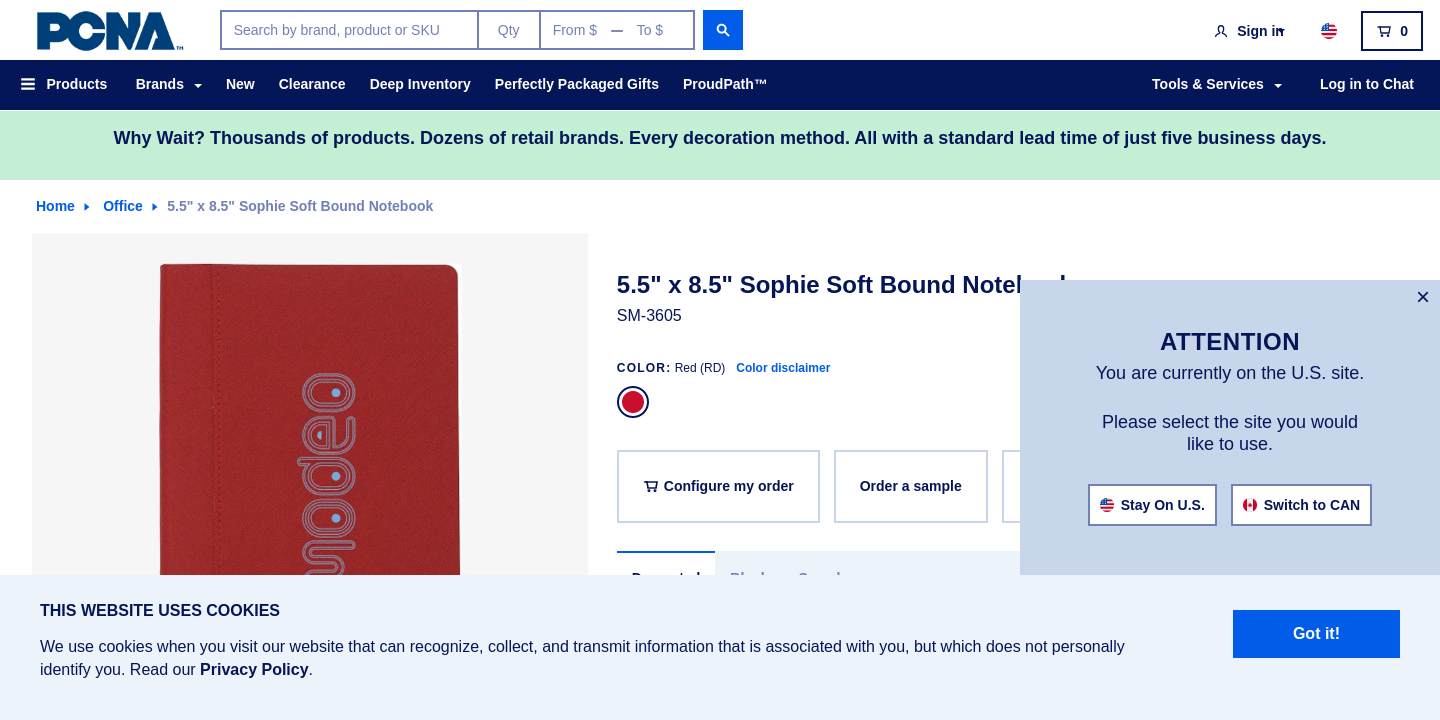 PCNA™
Search by brand, product or SKU
Qty
From $ — To $
Sign in
0
Products
Brands
New
Clearance
Deep Inventory
Perfectly Packaged Gifts
ProudPath™
Tools & Services
Log in to Chat
Why Wait? Thousands of products. Dozens of retail brands. Every decoration method. All with a standard lead time of just five business days.
Home
Office
5.5" x 8.5" Sophie Soft Bound Notebook
5.5" x 8.5" Sophie Soft Bound Notebook
SM-3605
COLOR: Red (RD) Color disclaimer
Configure my order
Order a sample
×
ATTENTION
You are currently on the U.S. site.
Please select the site you would
like to use.
Stay On U.S.
Switch to CAN
THIS WEBSITE USES COOKIES
We use cookies when you visit our website that can recognize, collect, and transmit information that is associated with you, but which does not personally
identify you. Read our Privacy Policy.
Got it!